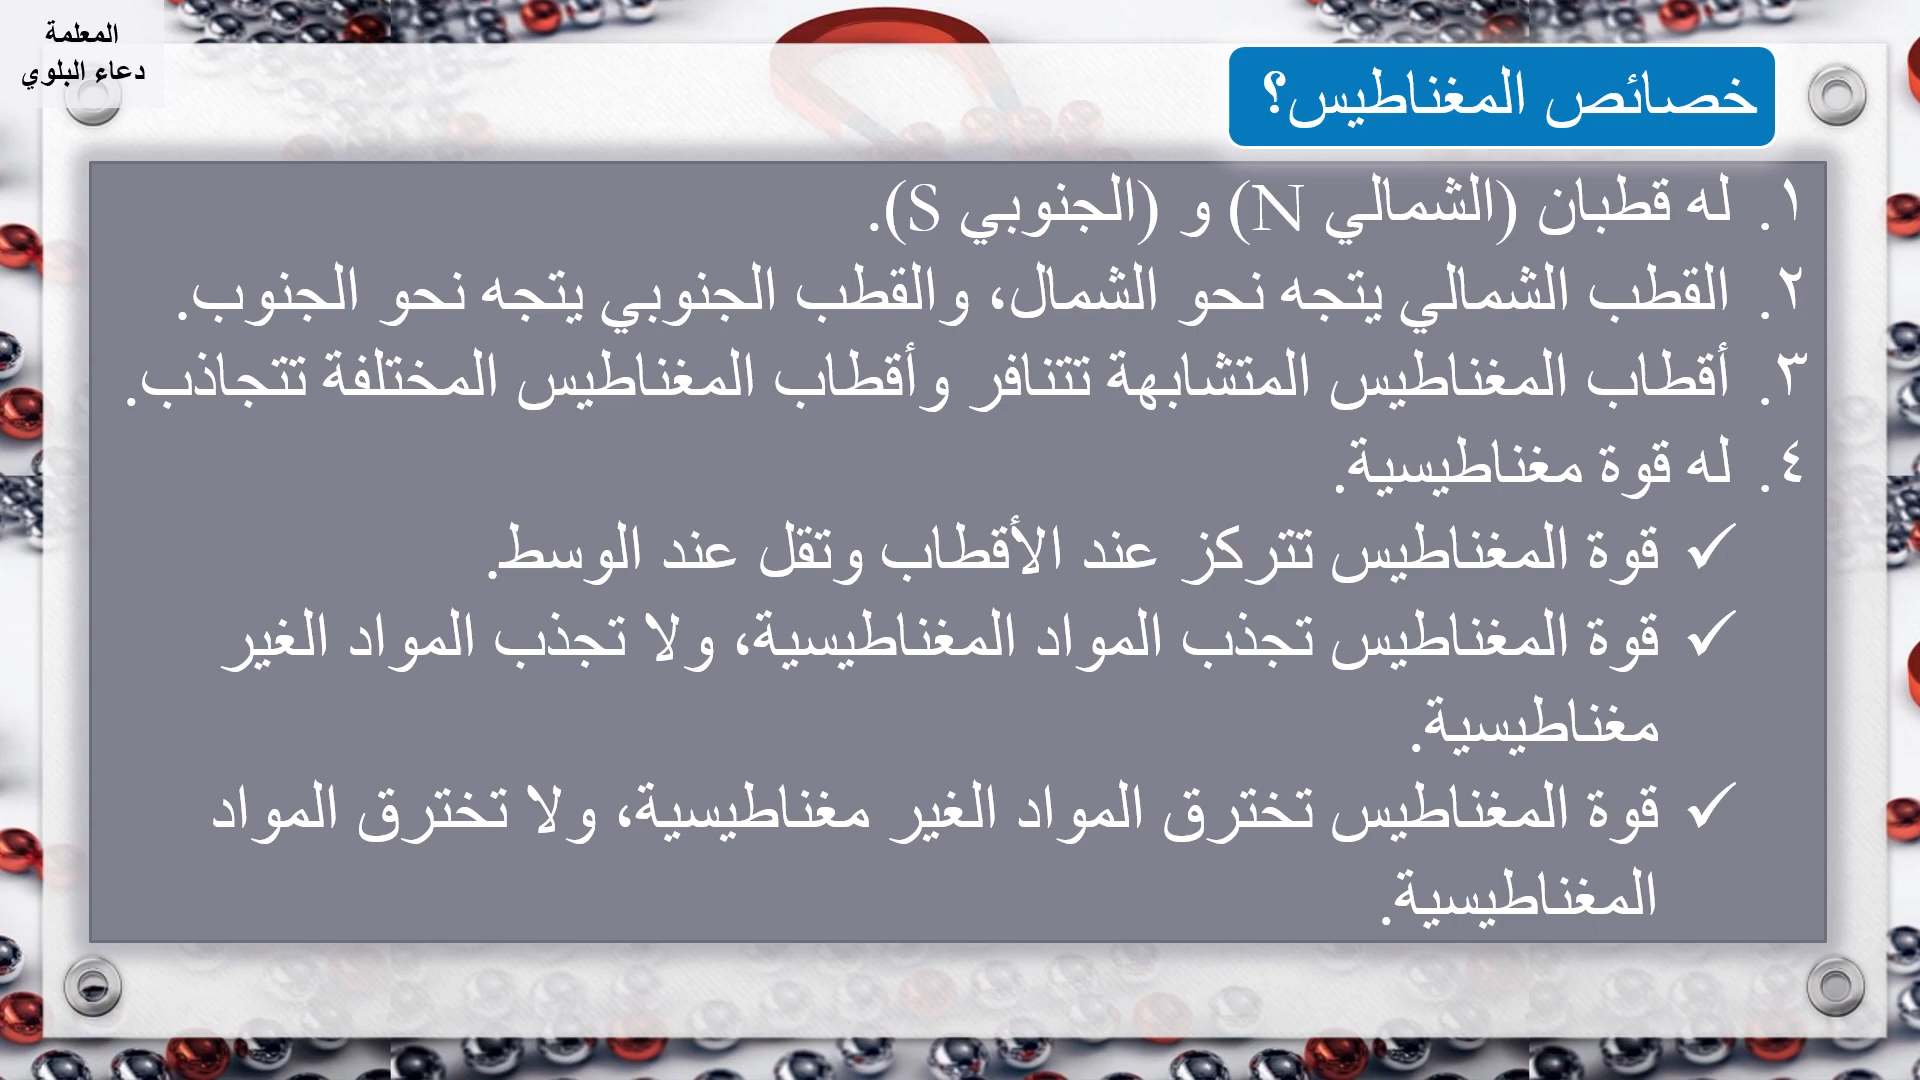 المعلمة
دعاء البلوي
خصائص المغناطيس؟
١. له قطبان (الشمالي N) و (الجنوبي S).
٢. القطب الشمالي يتجه نحو الشمال، والقطب الجنوبي يتجه نحو الجنوب.
٣. أقطاب المغناطيس المتشابهة تتنافر وأقطاب المغناطيس المختلفة تتجاذب.
٤. له قوة مغناطيسية.
✓ قوة المغناطيس تتركز عند الأقطاب وتقل عند الوسط.
✓ قوة المغناطيس تجذب المواد المغناطيسية، ولا تجذب المواد الغير
مغناطيسية.
✓ قوة المغناطيس تخترق المواد الغير مغناطيسية، ولا تخترق المواد
المغناطيسية.